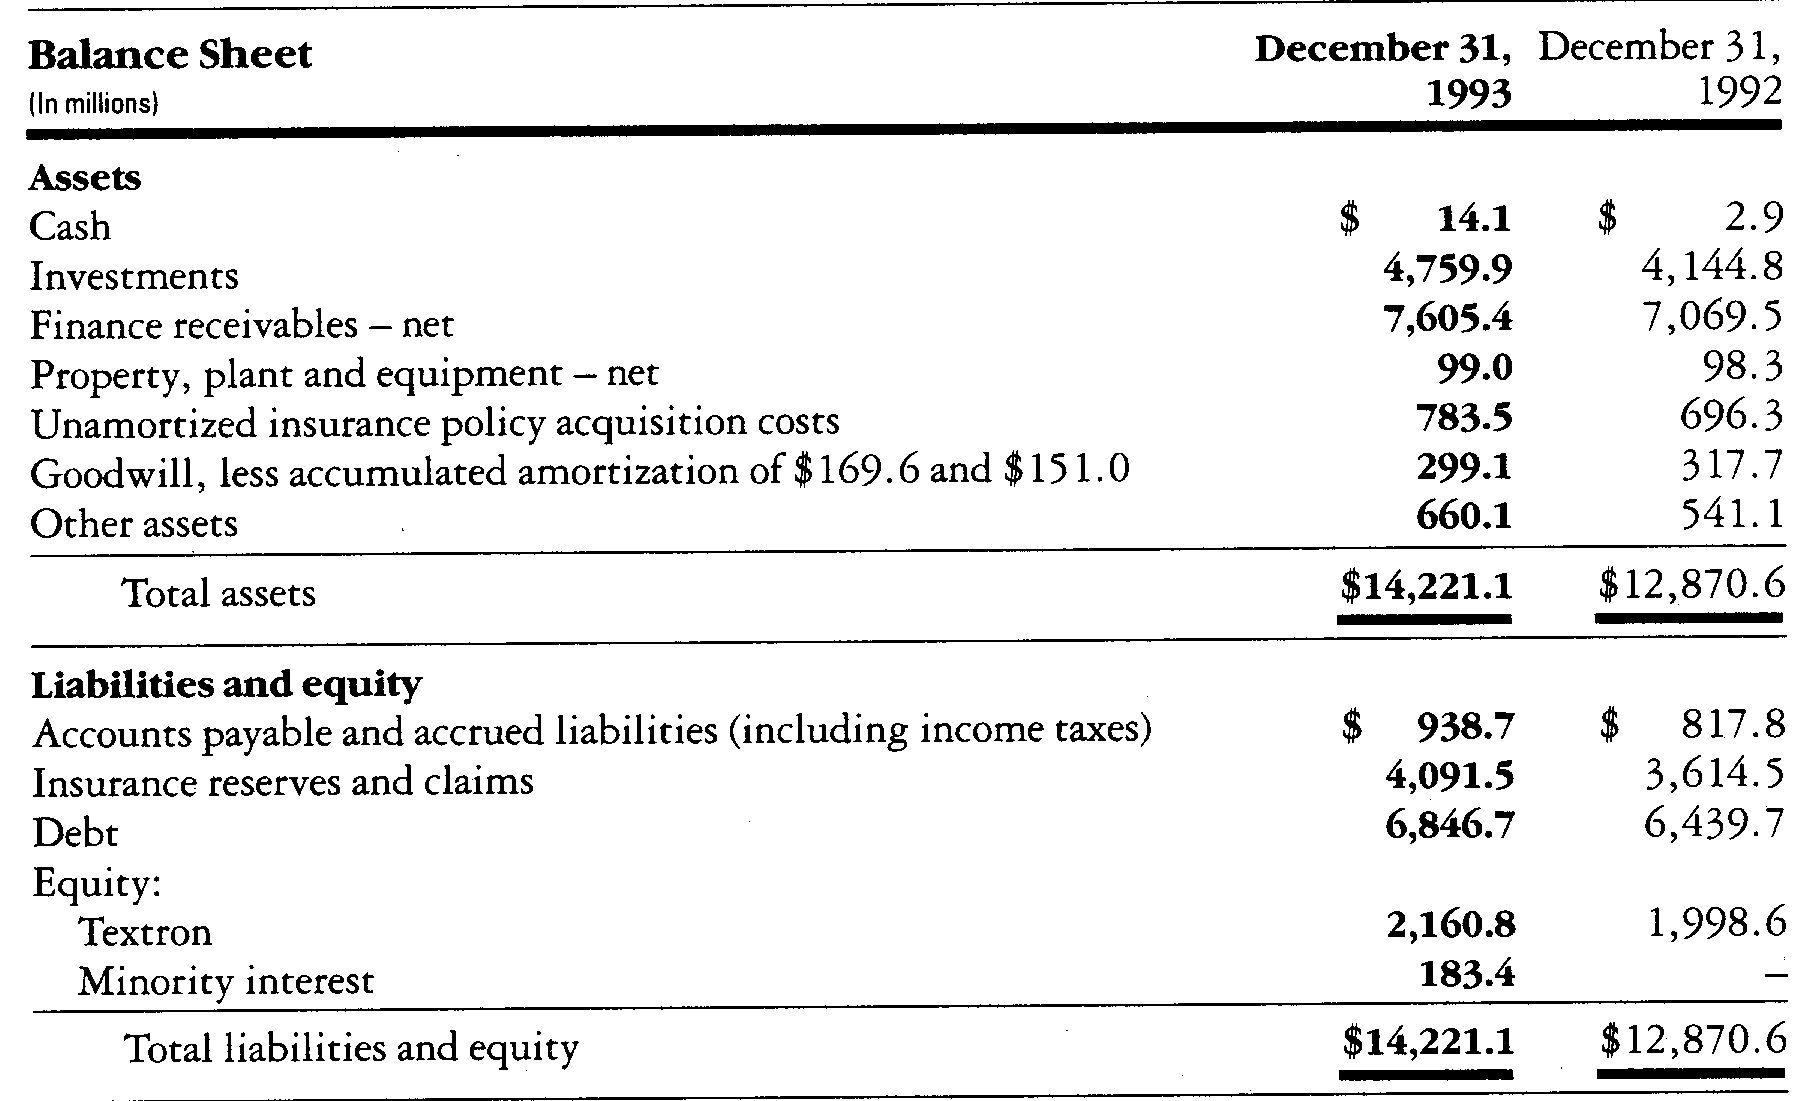 Balance Sheet December 31, December 31,
(In millions) 1993 1992
Assets
Cash $ 14.1 $ 2.9
Investments 4,759.9 4,144.8
Finance receivables – net 7,605.4 7,069.5
Property, plant and equipment – net 99.0 98.3
Unamortized insurance policy acquisition costs 783.5 696.3
Goodwill, less accumulated amortization of $169.6 and $151.0 299.1 317.7
Other assets 660.1 541.1
Total assets $14,221.1 $12,870.6
Liabilities and equity
Accounts payable and accrued liabilities (including income taxes) $ 938.7 $ 817.8
Insurance reserves and claims 4,091.5 3,614.5
Debt 6,846.7 6,439.7
Equity:
Textron 2,160.8 1,998.6
Minority interest 183.4 –
Total liabilities and equity $14,221.1 $12,870.6